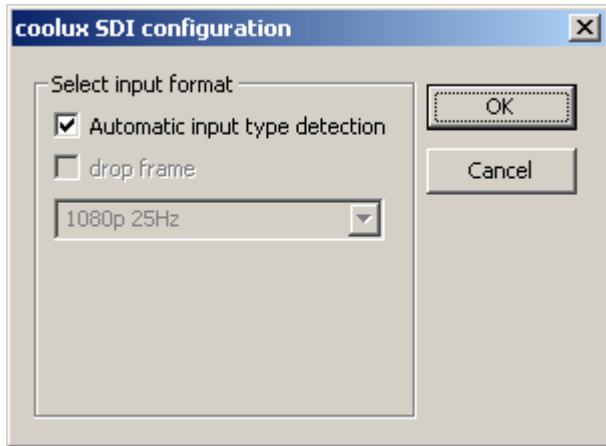 coolux SDI configuration
Select input format
Automatic input type detection
drop frame
1080p 25Hz
OK
Cancel